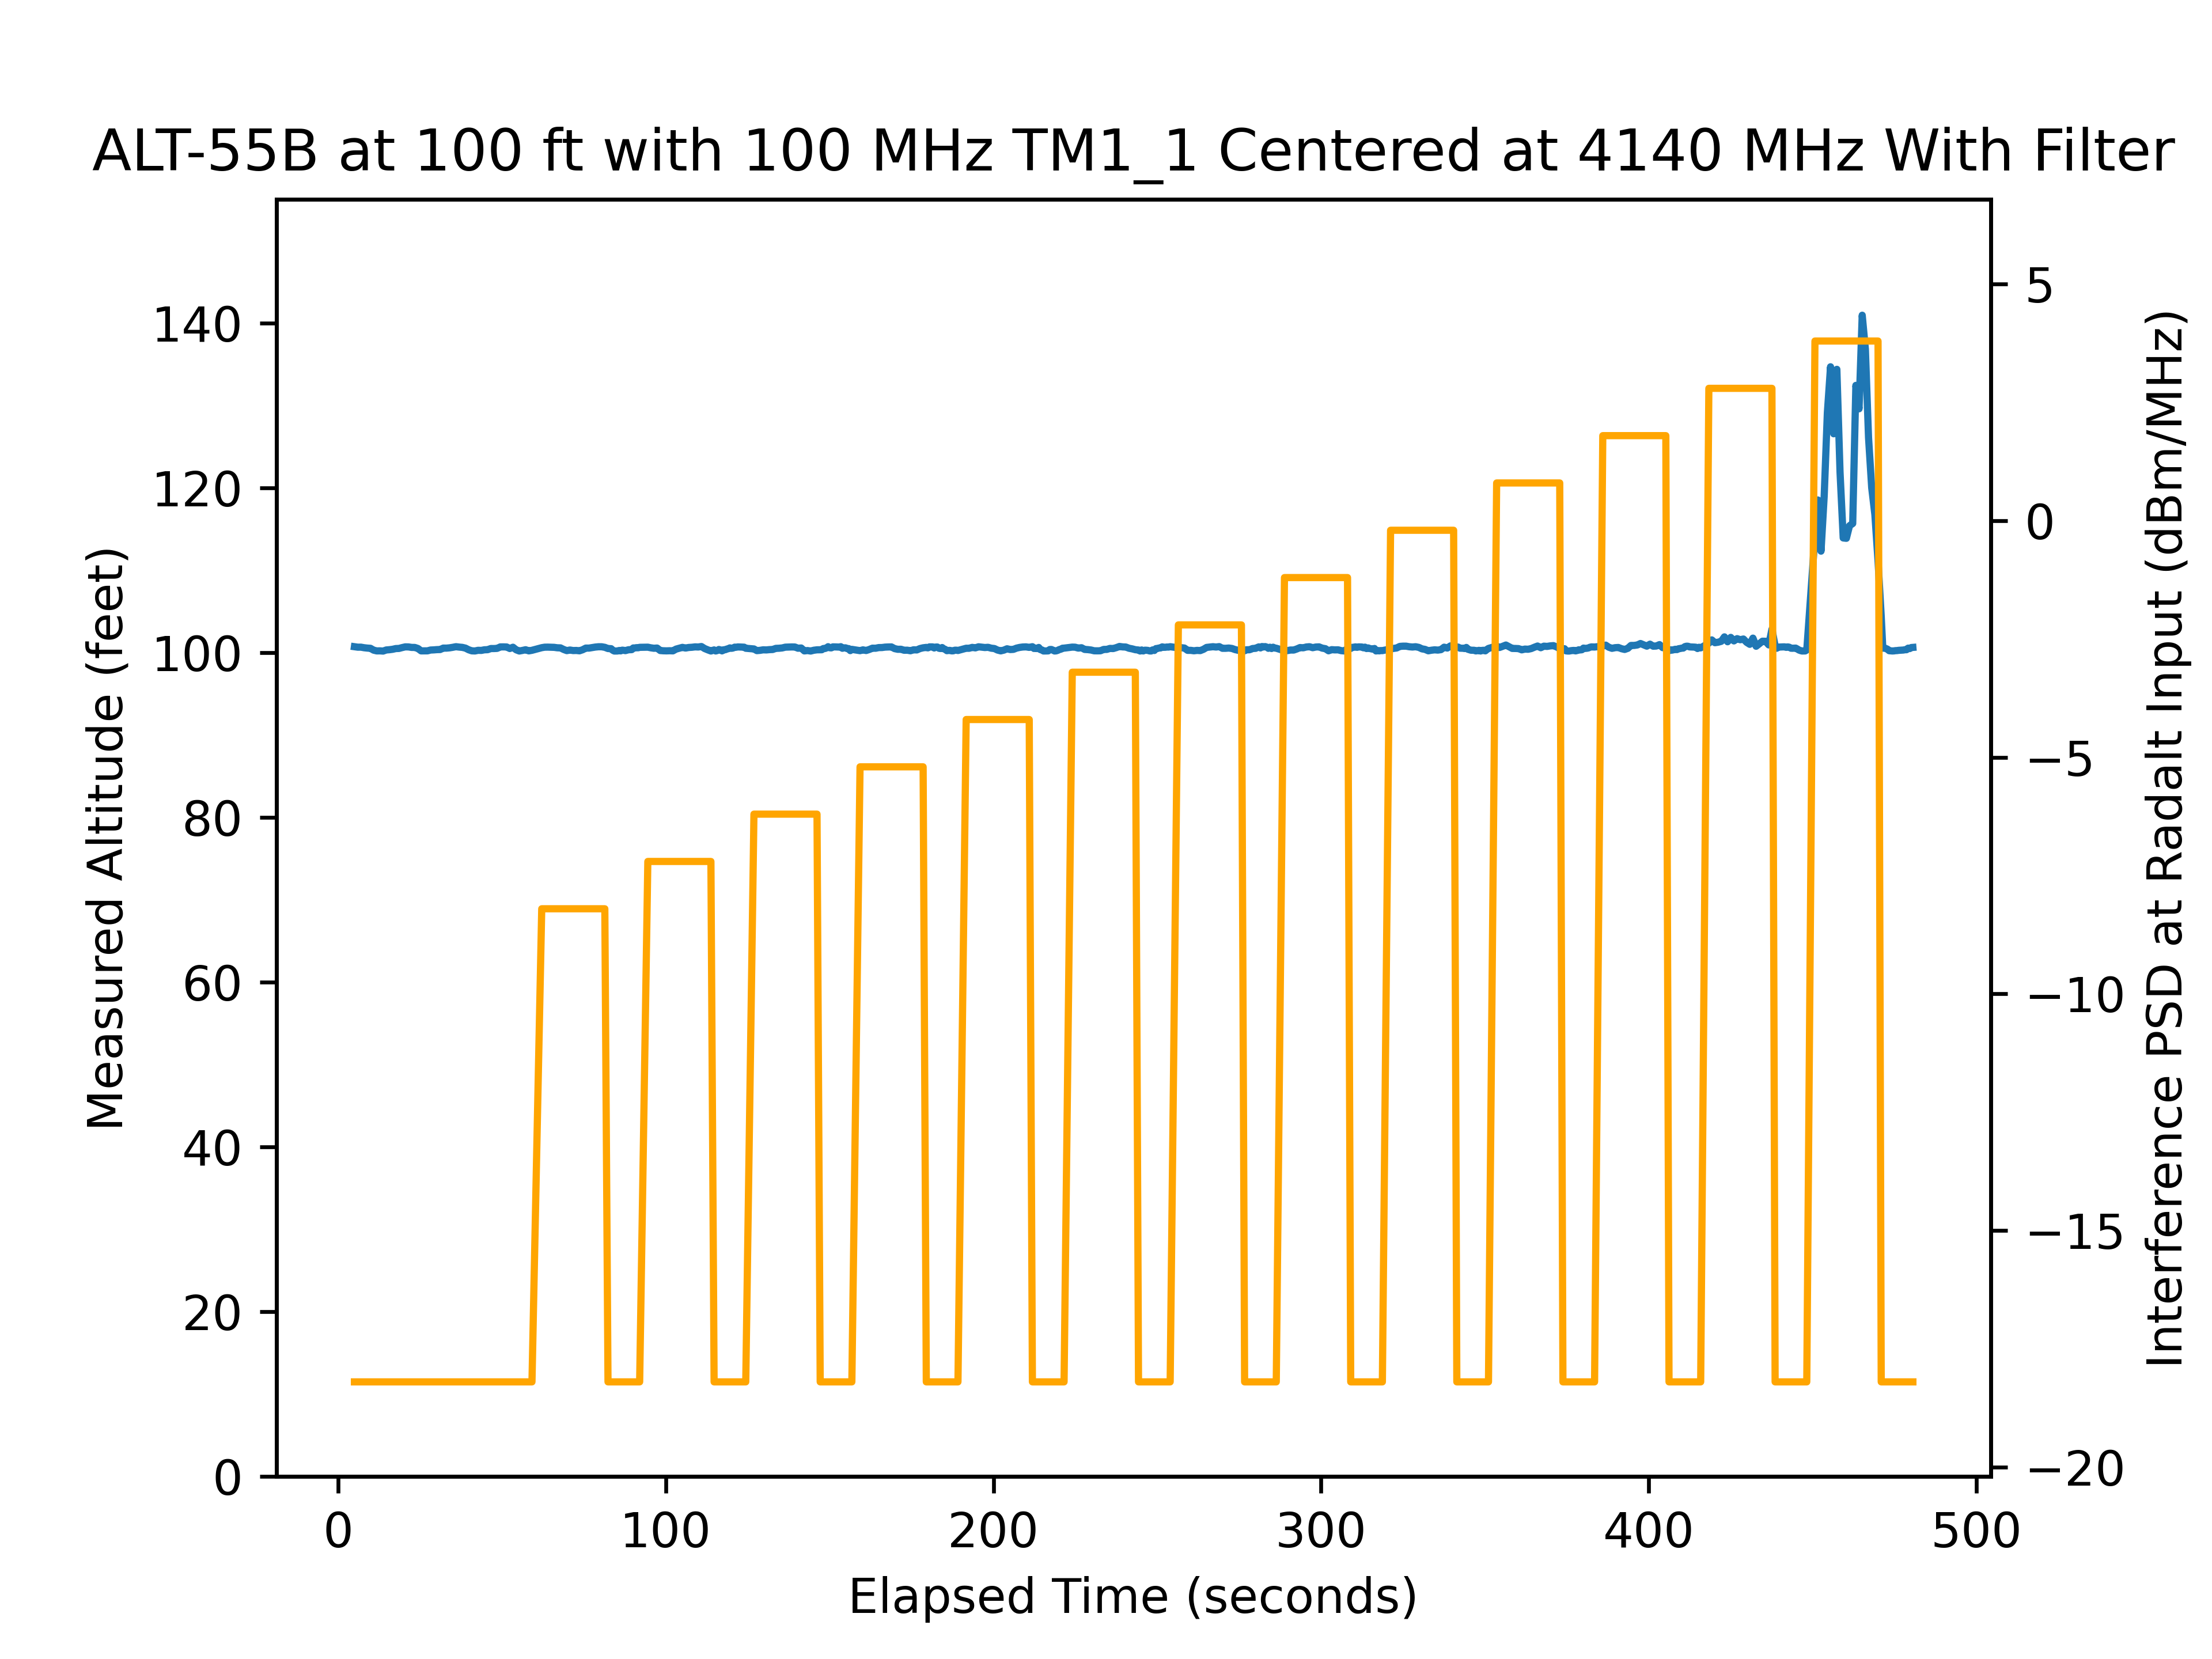 ALT-55B at 100 ft with 100 MHz TM1_1 Centered at 4140 MHz With Filter
140
120
100
80
60
40
20
0
Measured Altitude (feet)
5
0
−5
−10
−15
−20
Interference PSD at Radalt Input (dBm/MHz)
0 100 200 300 400 500
Elapsed Time (seconds)